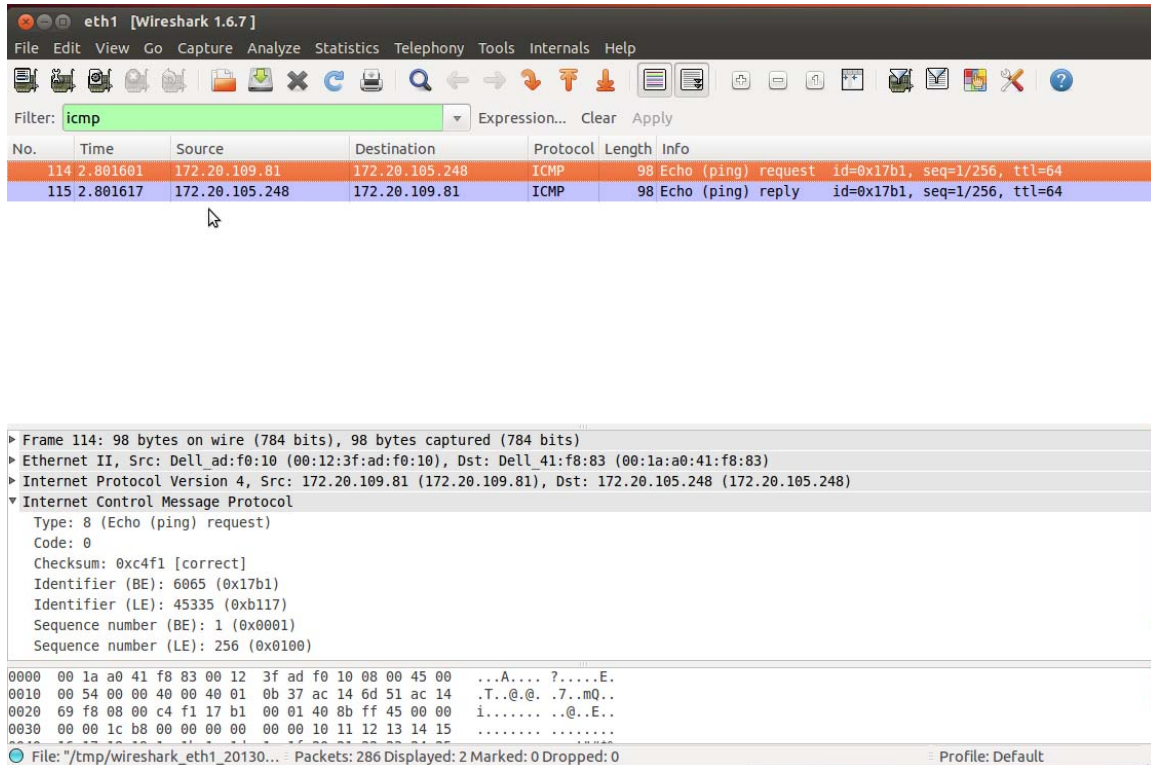 eth1 [Wireshark 1.6.7 ]
File Edit View Go Capture Analyze Statistics Telephony Tools Internals Help
Filter: icmp Expression... Clear Apply
No. Time Source Destination Protocol Length Info
114 2.801601 172.20.109.81 172.20.105.248 ICMP 98 Echo (ping) request id=0x17b1, seq=1/256, ttl=64
115 2.801617 172.20.105.248 172.20.109.81 ICMP 98 Echo (ping) reply id=0x17b1, seq=1/256, ttl=64
Frame 114: 98 bytes on wire (784 bits), 98 bytes captured (784 bits)
Ethernet II, Src: Dell_ad:f0:10 (00:12:3f:ad:f0:10), Dst: Dell_41:f8:83 (00:1a:a0:41:f8:83)
Internet Protocol Version 4, Src: 172.20.109.81 (172.20.109.81), Dst: 172.20.105.248 (172.20.105.248)
Internet Control Message Protocol
Type: 8 (Echo (ping) request)
Code: 0
Checksum: 0xc4f1 [correct]
Identifier (BE): 6065 (0x17b1)
Identifier (LE): 45335 (0xb117)
Sequence number (BE): 1 (0x0001)
Sequence number (LE): 256 (0x0100)
0000 00 1a a0 41 f8 83 00 12 3f ad f0 10 08 00 45 00 ...A.... ?.....E.
0010 00 54 00 00 40 00 40 01 0b 37 ac 14 6d 51 ac 14 .T..@.@. .7..mQ..
0020 69 f8 08 00 c4 f1 17 b1 00 01 40 8b ff 45 00 00 i....... ..@..E..
0030 00 00 1c b8 00 00 00 00 00 00 10 11 12 13 14 15 ........ ........
File: "/tmp/wireshark_eth1_20130... Packets: 286 Displayed: 2 Marked: 0 Dropped: 0 Profile: Default